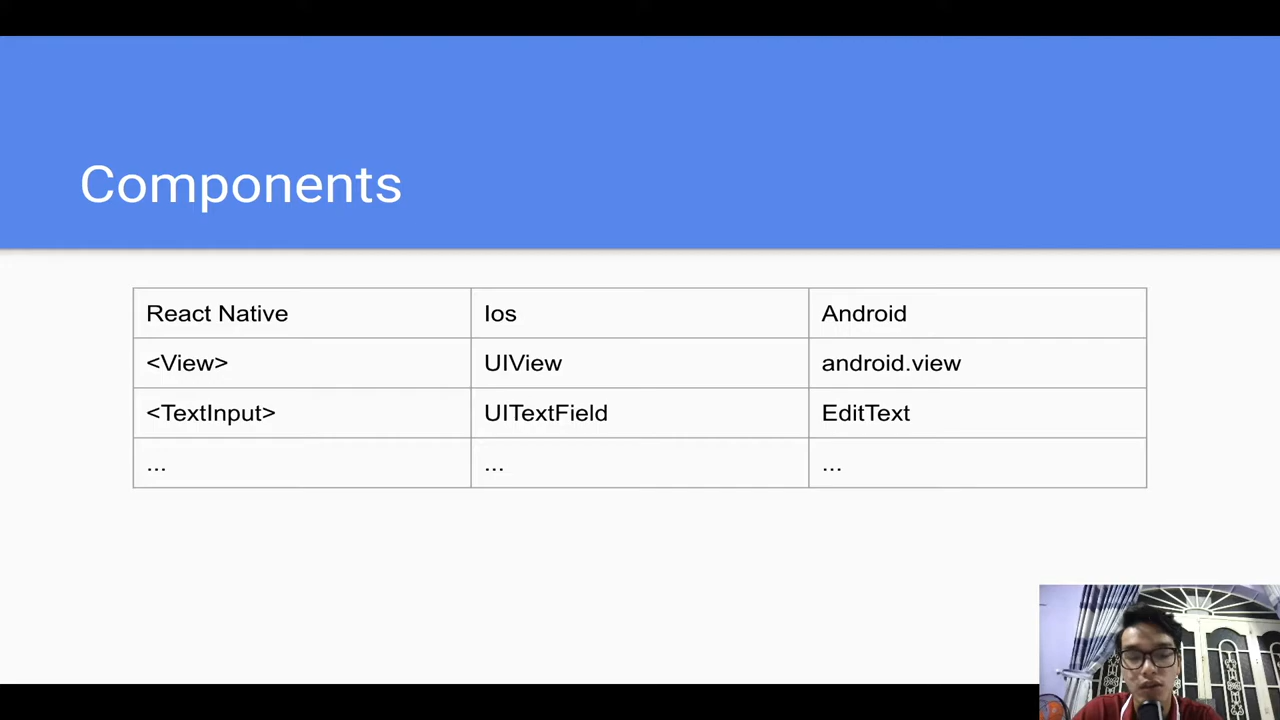 Components
React Native Ios Android
<View> UIView android.view
<TextInput> UITextField EditText
... ... ...